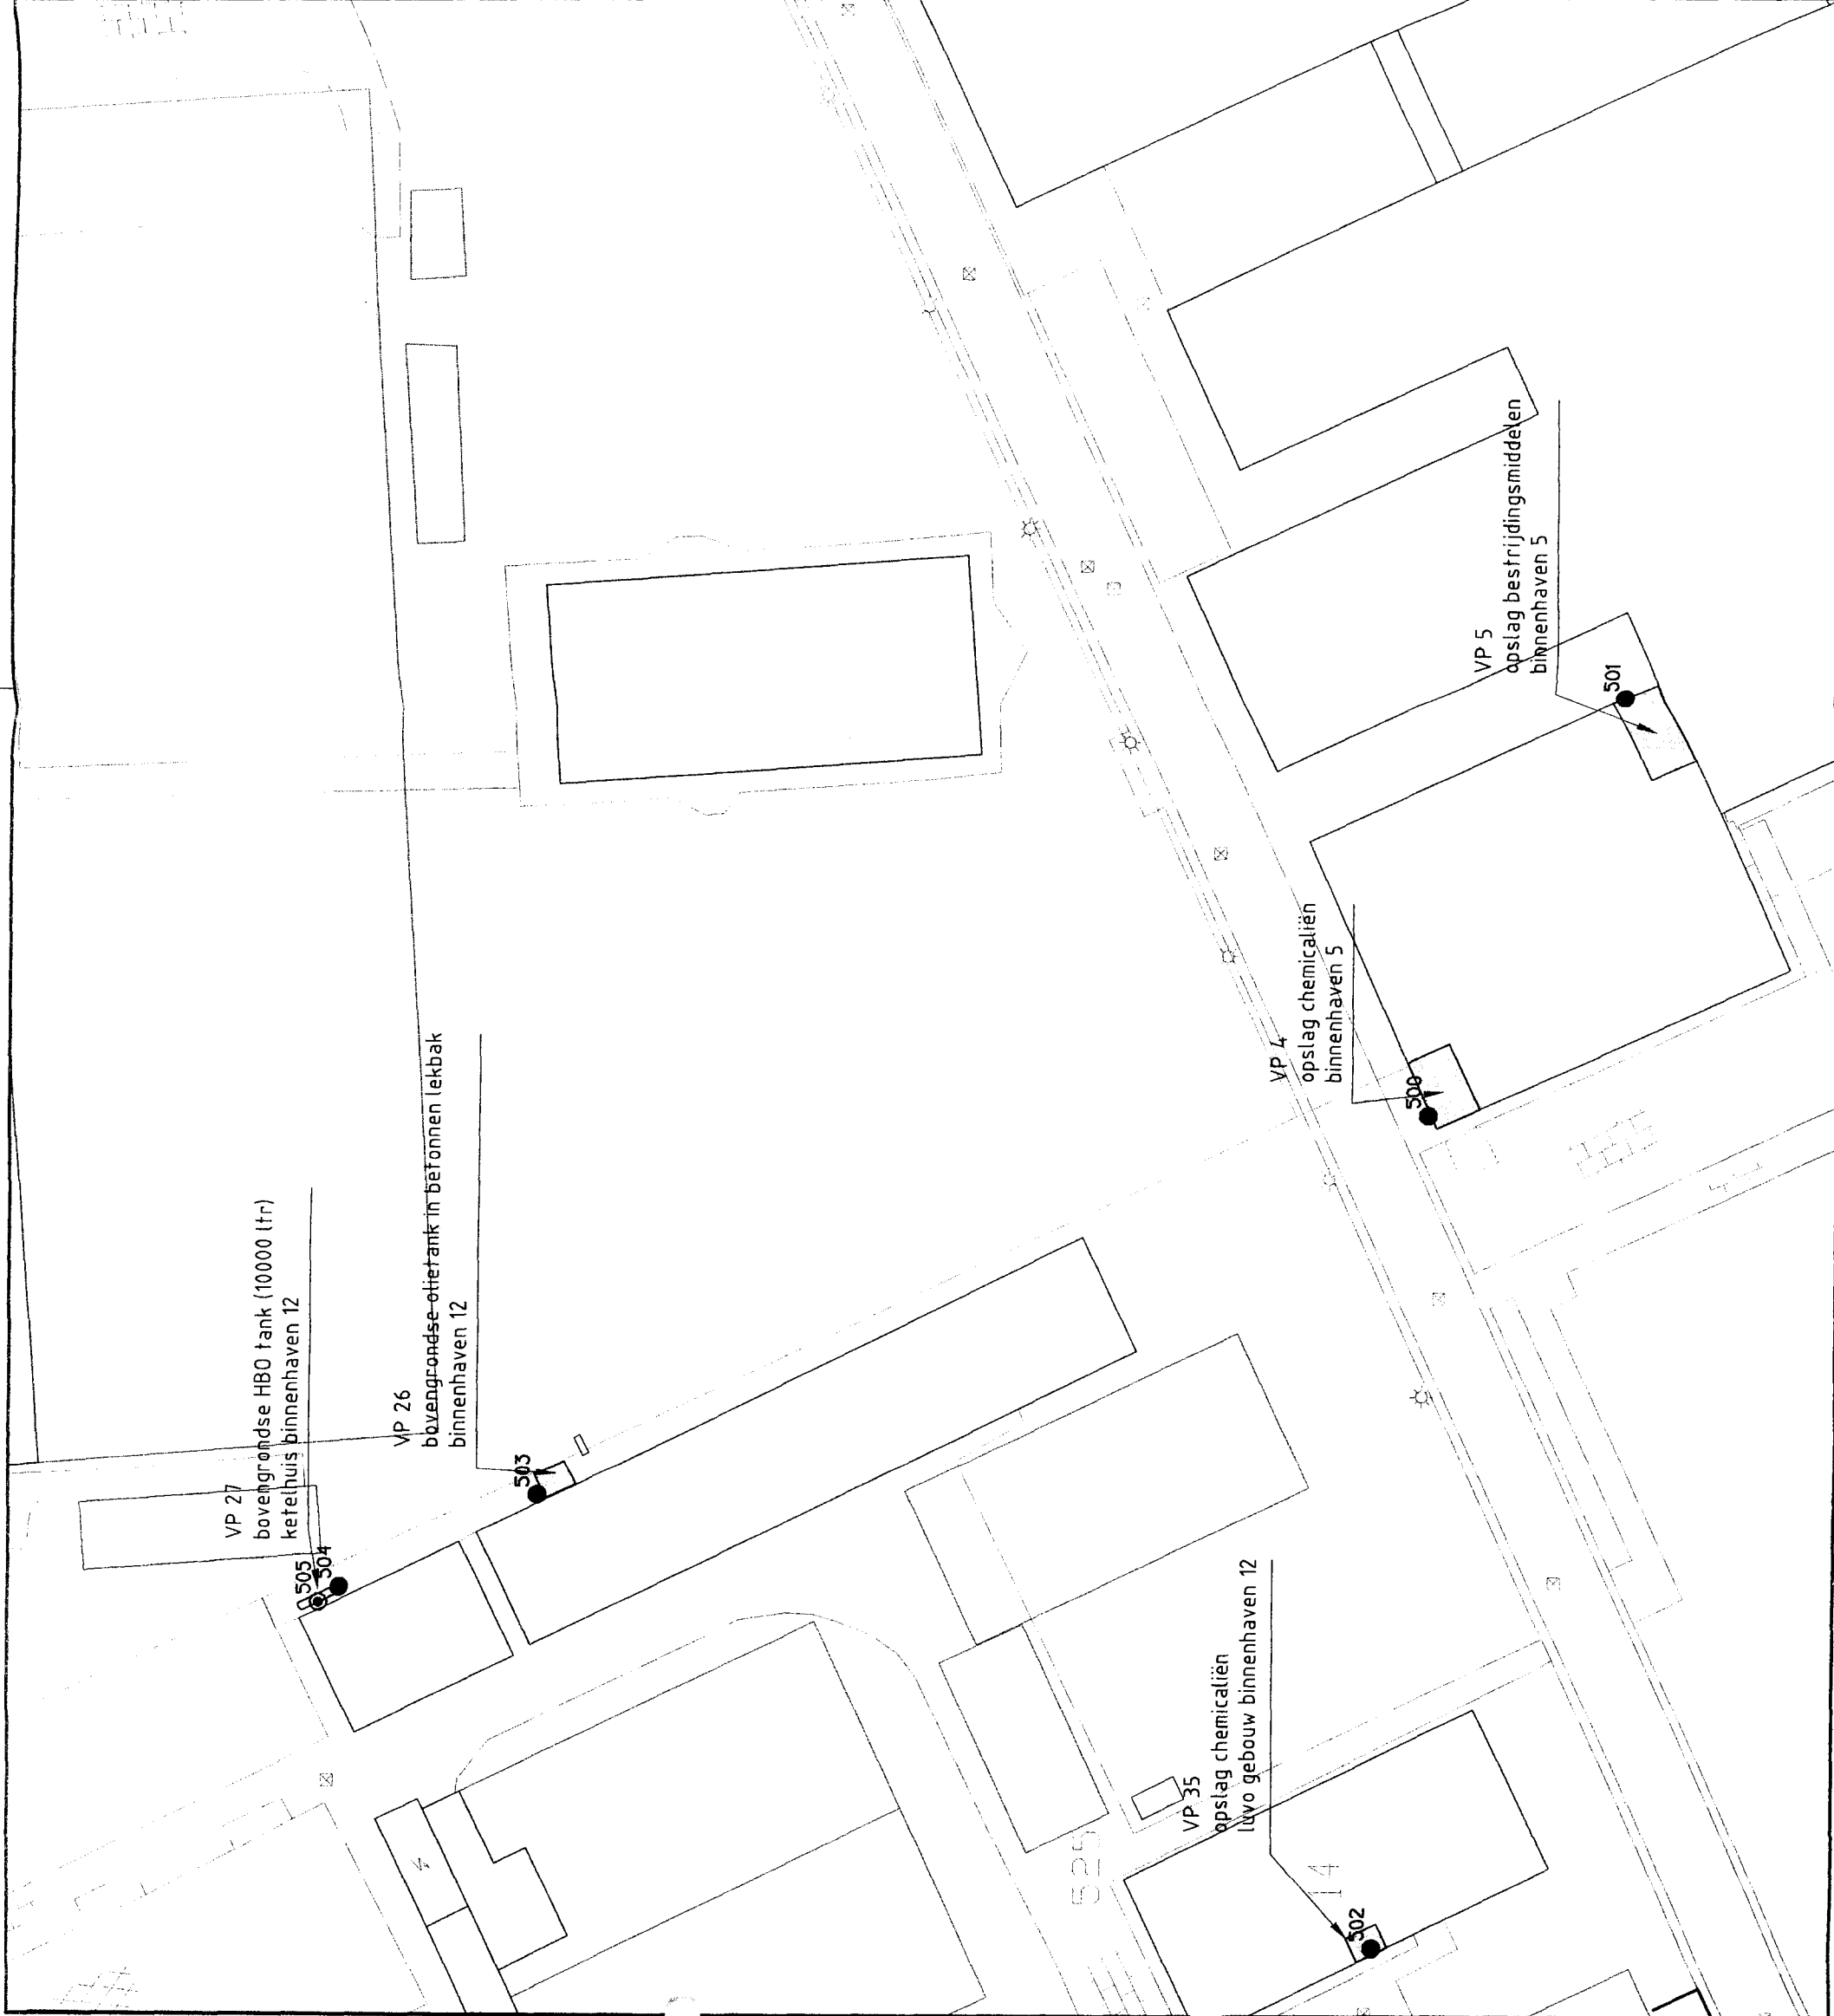 VP 27
bovengrondse HBO tank (10000 ltr)
ketelhuis binnenhaven 12
505
504
VP 26
bovengrondse olietank in betonnen lekbak
binnenhaven 12
503
VP 35
opslag chemicaliën
luvo gebouw binnenhaven 12
502
525
14
VP 4
opslag chemicaliën
binnenhaven 5
500
VP 5
opslag bestrijdingsmiddelen
binnenhaven 5
501